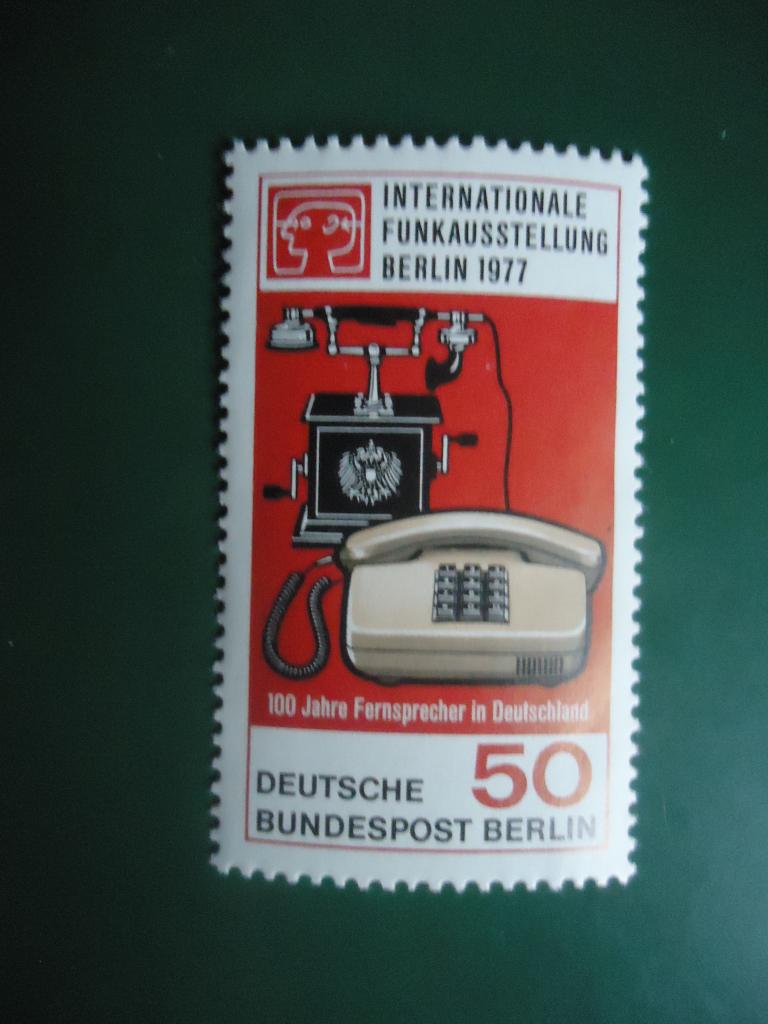 INTERNATIONALE
FUNKAUSSTELLUNG
BERLIN 1977
100 Jahre Fernsprecher in Deutschland
50
DEUTSCHE
BUNDESPOST BERLIN